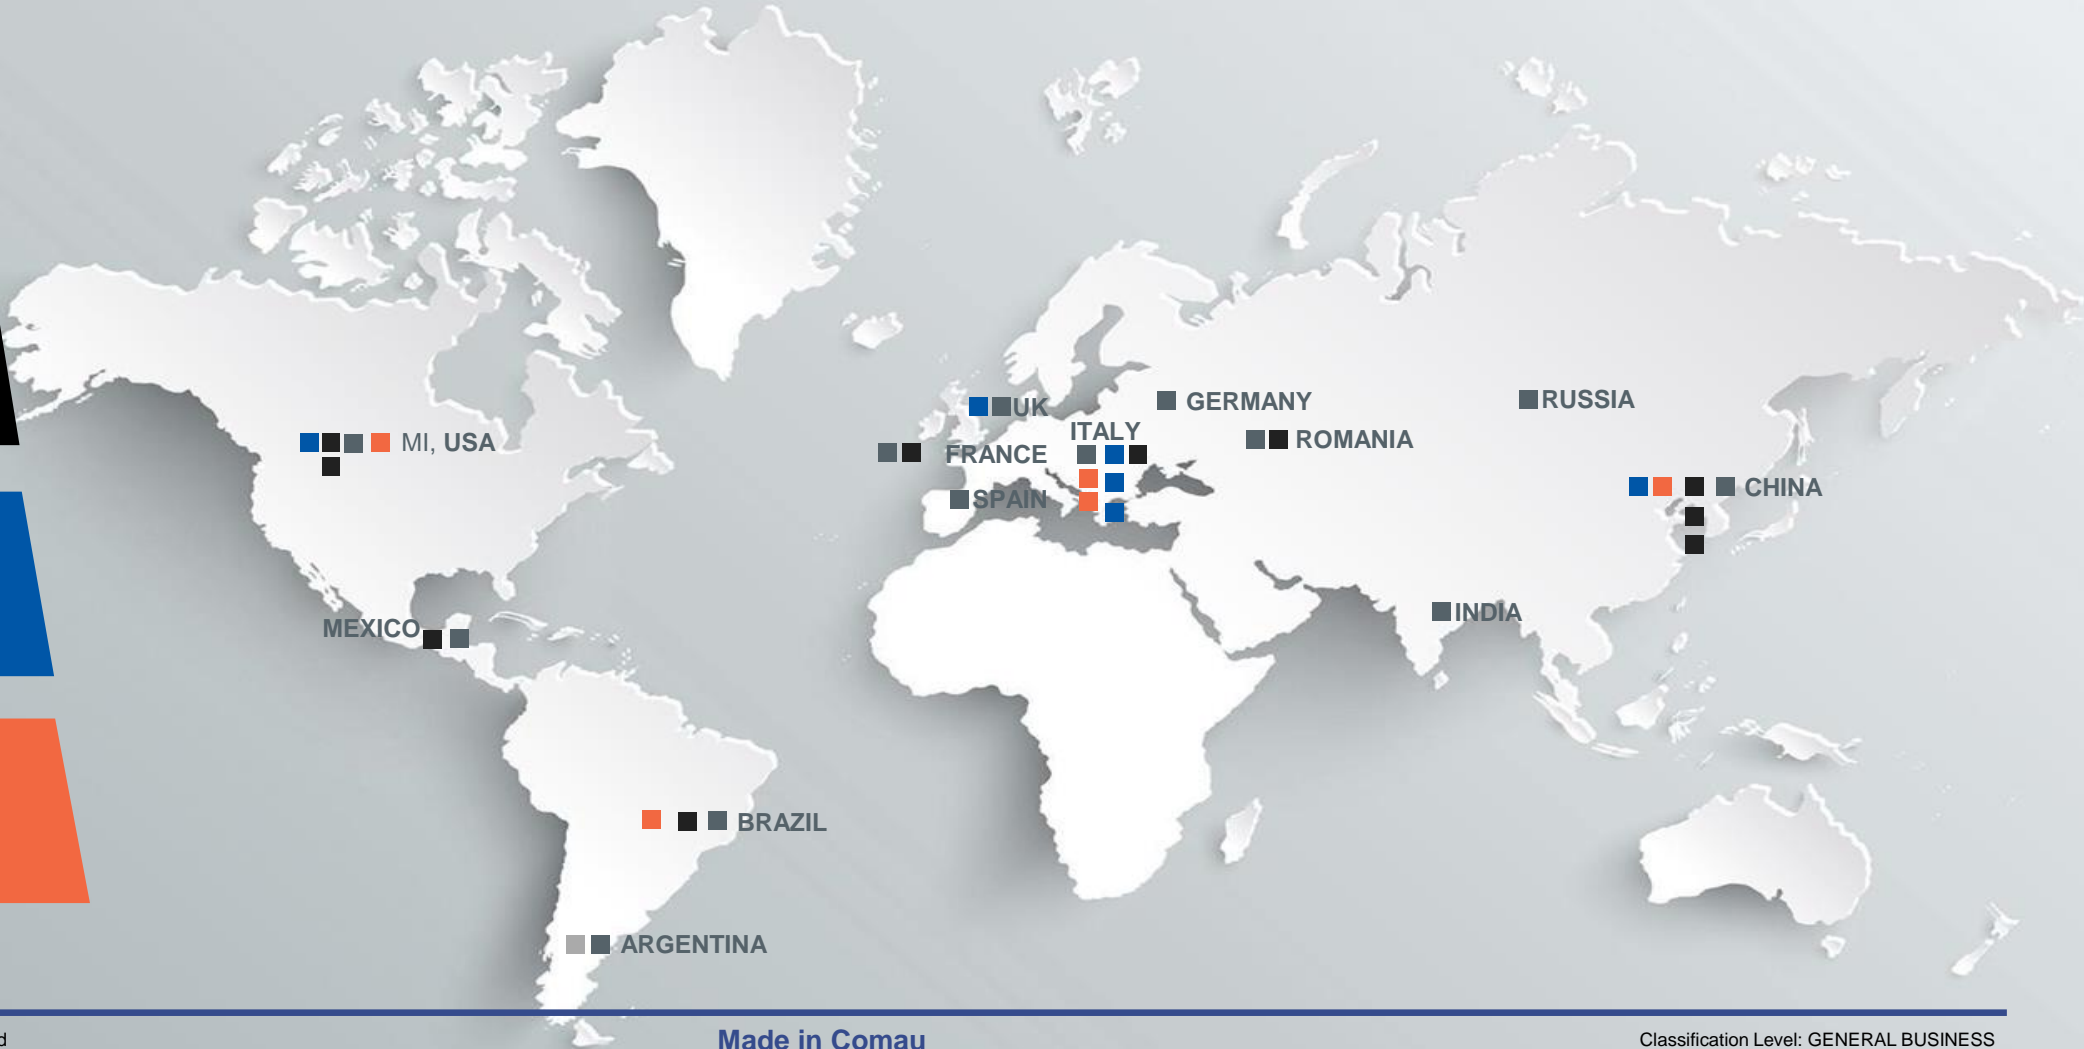 UK
GERMANY
RUSSIA
ITALY
MI, USA
FRANCE
ROMANIA
SPAIN
CHINA
INDIA
MEXICO
BRAZIL
ARGENTINA
Made in Comau
Classification Level: GENERAL BUSINESS